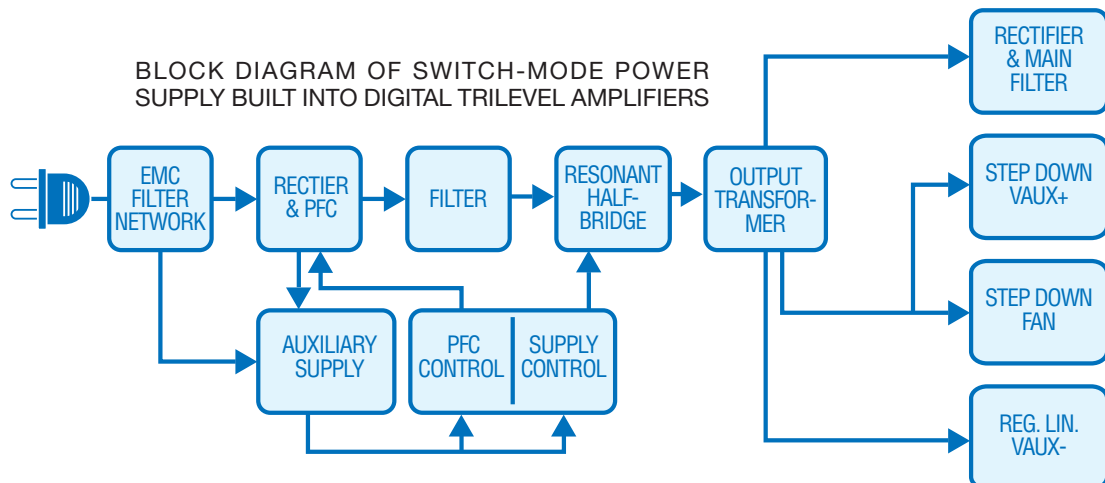 BLOCK DIAGRAM OF SWITCH-MODE POWER
SUPPLY BUILT INTO DIGITAL TRILEVEL AMPLIFIERS
EMC
FILTER
NETWORK
RECTIER
& PFC
FILTER
RESONANT
HALF-
BRIDGE
OUTPUT
TRANSFOR-
MER
RECTIFIER
& MAIN
FILTER
STEP DOWN
VAUX+
STEP DOWN
FAN
REG. LIN.
VAUX-
AUXILIARY
SUPPLY
PFC
CONTROL
SUPPLY
CONTROL